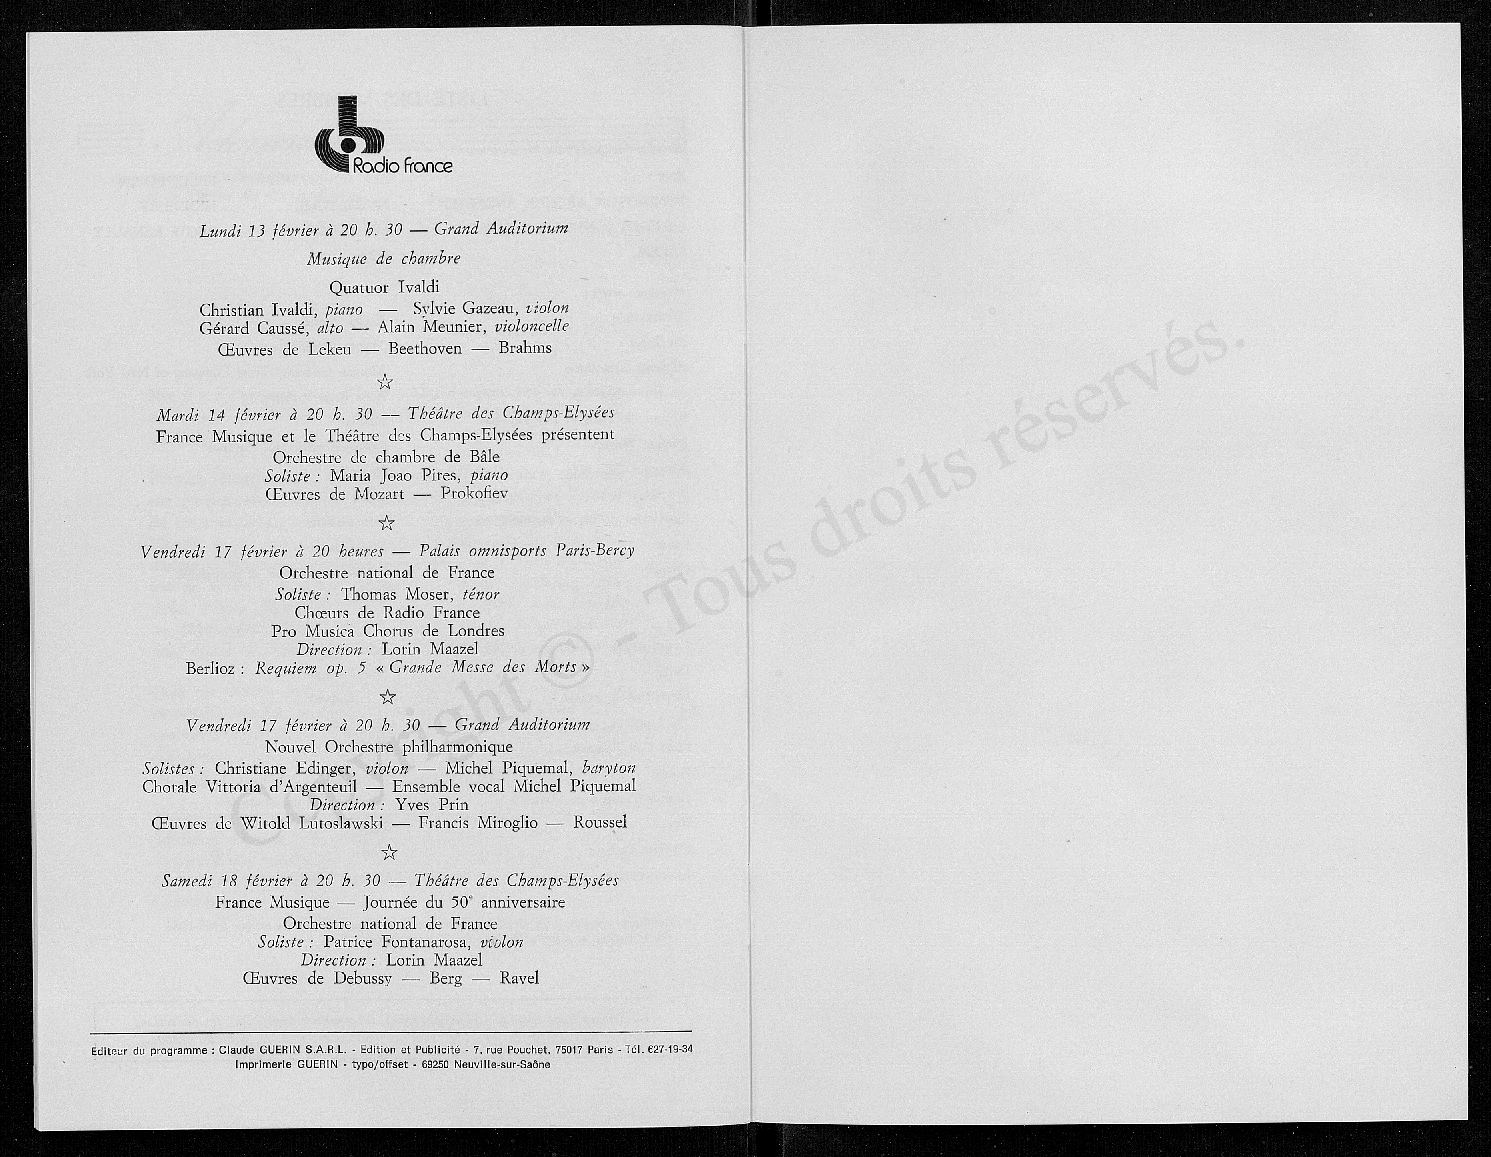 Radio France
Lundi 13 février à 20 h. 30 — Grand Auditorium
Musique de chambre
Quatuor Ivaldi
Christian Ivaldi, piano — Sylvie Gazeau, violon
Gérard Caussé, alto — Alain Meunier, violoncelle
Œuvres de Lekeu — Beethoven — Brahms
☆
Mardi 14 février à 20 h. 30 — Théâtre des Champs-Elysées
France Musique et le Théâtre des Champs-Elysées présentent
Orchestre de chambre de Bâle
Soliste : Maria Joao Pires, piano
Œuvres de Mozart — Prokofiev
☆
Vendredi 17 février à 20 heures — Palais omnisports Paris-Bercy
Orchestre national de France
Soliste : Thomas Moser, ténor
Chœurs de Radio France
Pro Musica Chorus de Londres
Direction : Lorin Maazel
Berlioz : Requiem op. 5 « Grande Messe des Morts »
☆
Vendredi 17 février à 20 h. 30 — Grand Auditorium
Nouvel Orchestre philharmonique
Solistes : Christiane Edinger, violon — Michel Piquemal, baryton
Chorale Vittoria d'Argenteuil — Ensemble vocal Michel Piquemal
Direction : Yves Prin
Œuvres de Witold Lutoslawski — Francis Miroglio — Roussel
☆
Samedi 18 février à 20 h. 30 — Théâtre des Champs-Elysées
France Musique — Journée du 50e anniversaire
Orchestre national de France
Soliste : Patrice Fontanarosa, violon
Direction : Lorin Maazel
Œuvres de Debussy — Berg — Ravel
Editeur du programme : Claude GUERIN S.A.R.L. - Edition et Publicité - 7, rue Pouchet, 75017 Paris - Tél. 627-19-34
Imprimerie GUERIN - typo/offset - 69250 Neuville-sur-Saône
Copyright © - Tous droits réservés.